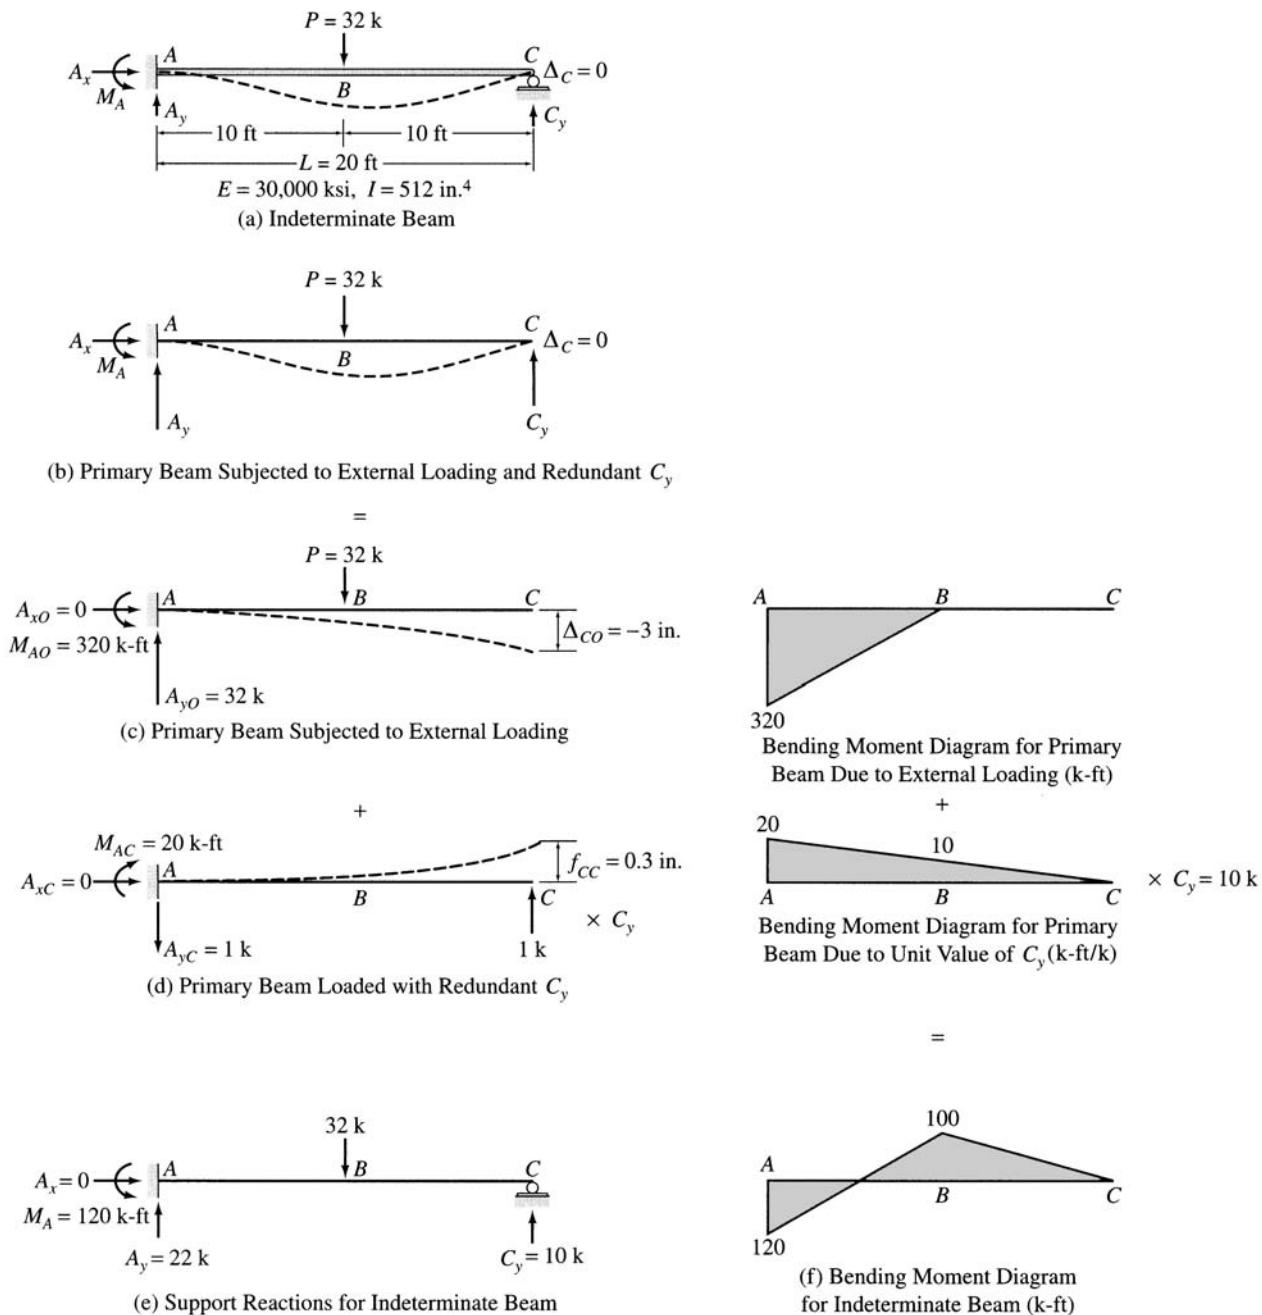 P = 32 k
A C
A_x Δ_C = 0
M_A B
A_y C_y
10 ft 10 ft
L = 20 ft
E = 30,000 ksi, I = 512 in.⁴
(a) Indeterminate Beam
P = 32 k
A C
A_x Δ_C = 0
M_A B
A_y C_y
(b) Primary Beam Subjected to External Loading and Redundant C_y
=
P = 32 k
A_xO = 0 A B C
M_AO = 320 k-ft Δ_CO = −3 in.
A_yO = 32 k
(c) Primary Beam Subjected to External Loading
A B C
320
Bending Moment Diagram for Primary
Beam Due to External Loading (k-ft)
+
M_AC = 20 k-ft
A f_CC = 0.3 in.
A_xC = 0
B C
× C_y
A_yC = 1 k 1 k
(d) Primary Beam Loaded with Redundant C_y
+
20
10
A B C × C_y = 10 k
Bending Moment Diagram for Primary
Beam Due to Unit Value of C_y (k-ft/k)
=
32 k
A B C
A_x = 0
M_A = 120 k-ft
A_y = 22 k C_y = 10 k
(e) Support Reactions for Indeterminate Beam
100
A
B C
120
(f) Bending Moment Diagram
for Indeterminate Beam (k-ft)